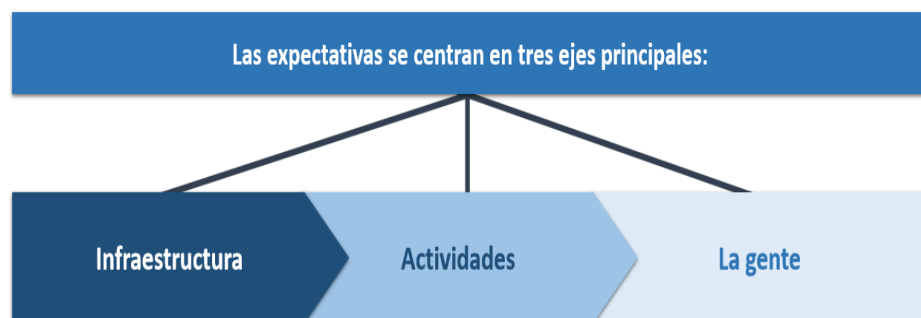 Las expectativas se centran en tres ejes principales:
Infraestructura
Actividades
La gente